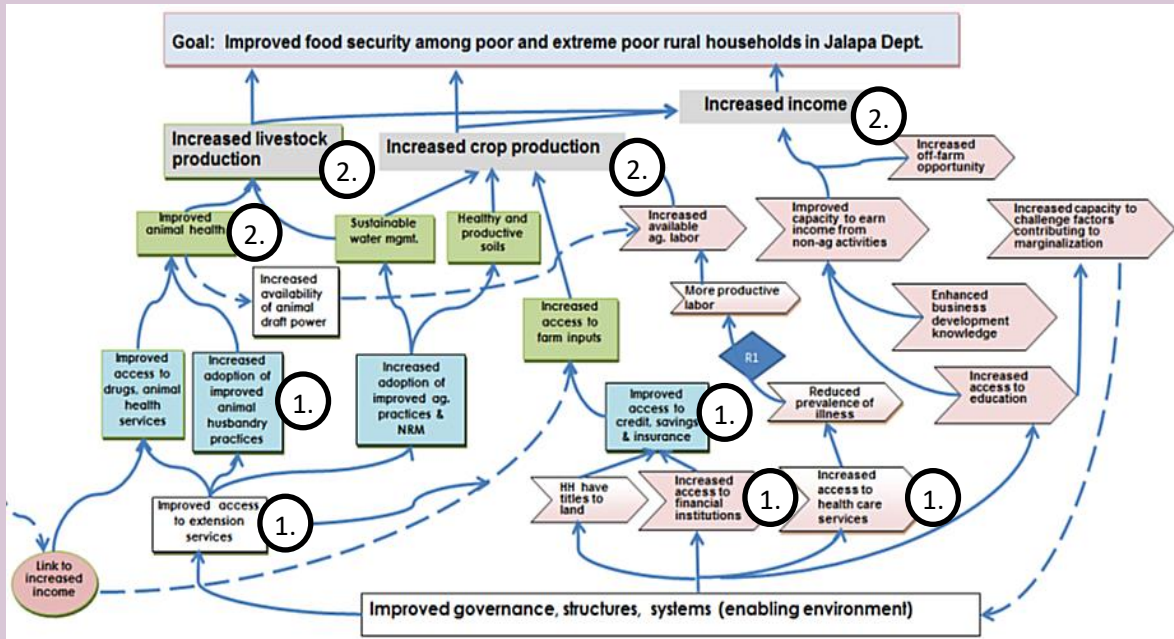 Goal: Improved food security among poor and extreme poor rural households in Jalapa Dept.
Increased income
2.
Increased livestock
production
2.
Increased crop production
2.
Increased
off-farm
opportunity
Improved
animal health
2.
Sustainable
water mgmt.
Healthy and
productive
soils
Increased
available
ag. labor
Improved
capacity to earn
income from
non-ag activities
Increased capacity to
challenge factors
contributing to
marginalization
Increased
availability
of animal
draft power
More productive
labor
Enhanced
business
development
knowledge
Increased
access to
farm inputs
R1
Improved
access to
drugs, animal
health
services
Increased
adoption of
improved
animal
husbandry
practices
1.
Increased
adoption of
improved ag.
practices &
NRM
Improved
access to
credit, savings
& insurance
1.
Reduced
prevalence of
illness
Increased
access to
education
Improved access
to extension
services
1.
HH have
titles to
land
Increased
access to
financial
institutions
1.
Increased
access to
health care
services
1.
Link to
increased
income
Improved governance, structures, systems (enabling environment)